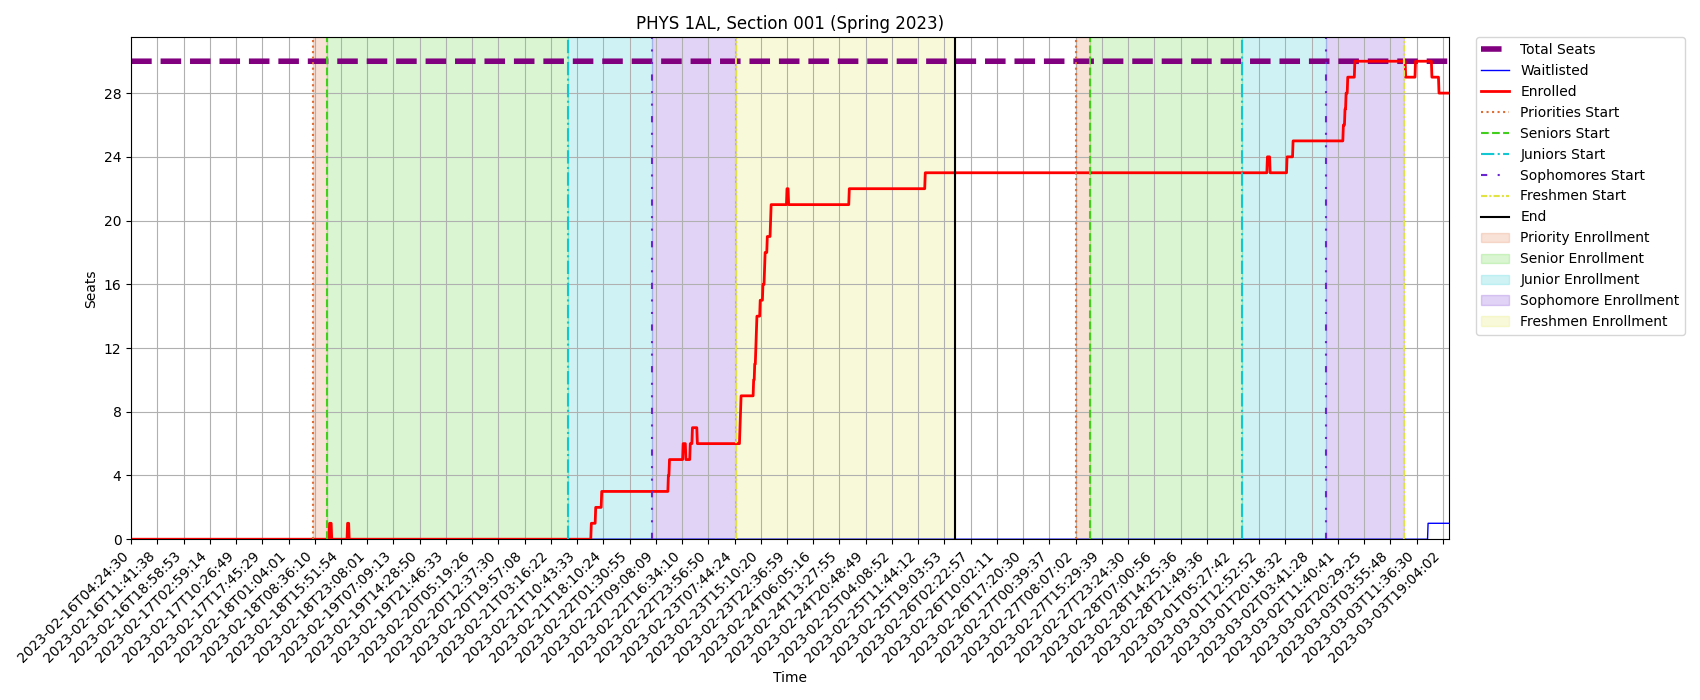 PHYS 1AL, Section 001 (Spring 2023)
Seats
28
24
20
16
12
8
4
0
2023-02-16T04:24:30
2023-02-16T11:41:38
2023-02-16T18:58:53
2023-02-17T02:59:14
2023-02-17T10:26:49
2023-02-17T17:45:29
2023-02-18T01:04:01
2023-02-18T08:36:10
2023-02-18T15:51:54
2023-02-18T23:08:01
2023-02-19T07:09:13
2023-02-19T14:28:50
2023-02-19T21:46:33
2023-02-20T05:19:26
2023-02-20T12:37:30
2023-02-20T19:57:08
2023-02-21T03:16:22
2023-02-21T10:43:33
2023-02-21T18:10:24
2023-02-22T01:30:55
2023-02-22T09:08:09
2023-02-22T16:34:10
2023-02-22T23:56:50
2023-02-23T07:44:24
2023-02-23T15:10:20
2023-02-23T22:36:59
2023-02-24T06:05:16
2023-02-24T13:27:55
2023-02-24T20:48:49
2023-02-25T04:08:52
2023-02-25T11:44:12
2023-02-25T19:03:53
2023-02-26T02:22:57
2023-02-26T10:02:11
2023-02-26T17:20:30
2023-02-27T00:39:37
2023-02-27T08:07:02
2023-02-27T15:29:39
2023-02-27T23:24:30
2023-02-28T07:00:56
2023-02-28T14:25:36
2023-02-28T21:49:36
2023-03-01T05:27:42
2023-03-01T12:52:52
2023-03-01T20:18:32
2023-03-02T03:41:28
2023-03-02T11:40:41
2023-03-02T20:29:25
2023-03-03T03:55:48
2023-03-03T11:36:30
2023-03-03T19:04:02
Time
Total Seats
Waitlisted
Enrolled
Priorities Start
Seniors Start
Juniors Start
Sophomores Start
Freshmen Start
End
Priority Enrollment
Senior Enrollment
Junior Enrollment
Sophomore Enrollment
Freshmen Enrollment